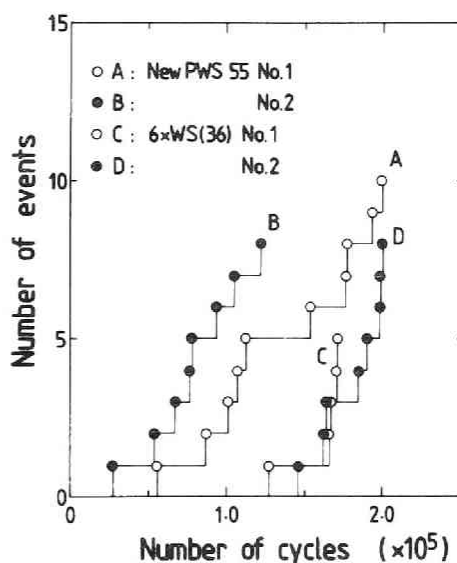 15
10
5
0
Number of events
A : New PWS 55 No.1
B : No.2
C : 6×WS(36) No.1
D : No.2
A
B
C
D
0 1.0 2.0
Number of cycles (×10⁵)